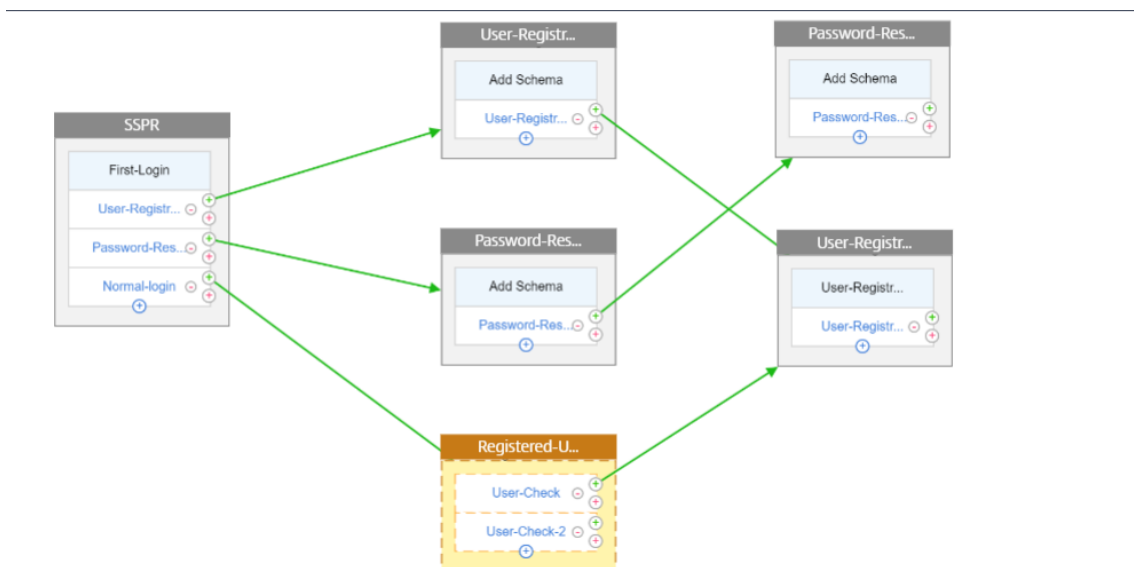 SSPR
First-Login
User-Registr...
Password-Res...
Normal-login
User-Registr...
Add Schema
User-Registr...
Password-Res...
Add Schema
Password-Res...
Registered-U...
User-Check
User-Check-2
Password-Res...
Add Schema
Password-Res...
User-Registr...
User-Registr...
User-Registr...